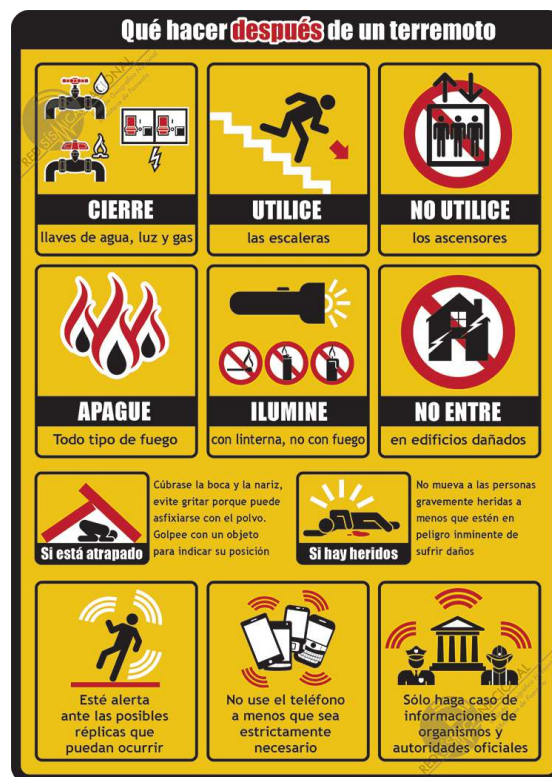 Qué hacer después de un terremoto
CIERRE
llaves de agua, luz y gas
UTILICE
las escaleras
NO UTILICE
los ascensores
APAGUE
Todo tipo de fuego
ILUMINE
con linterna, no con fuego
NO ENTRE
en edificios dañados
Si está atrapado
Cúbrase la boca y la nariz,
evite gritar porque puede
asfixiarse con el polvo.
Golpee con un objeto
para indicar su posición
Si hay heridos
No mueva a las personas
gravemente heridas a
menos que estén en
peligro inminente de
sufrir daños
Esté alerta
ante las posibles
réplicas que
puedan ocurrir
No use el teléfono
a menos que sea
estrictamente
necesario
Sólo haga caso de
informaciones de
organismos y
autoridades oficiales